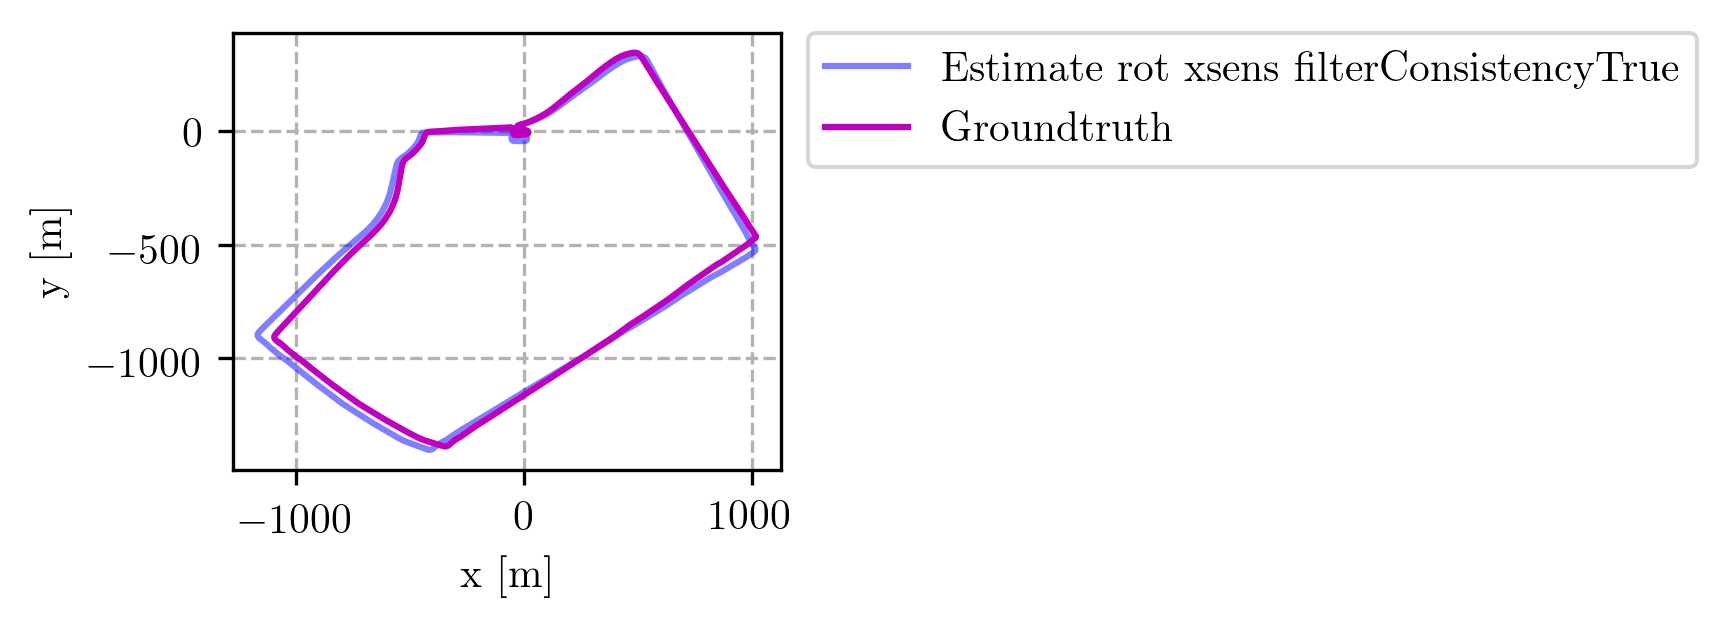 Estimate rot xsens filterConsistencyTrue
Groundtruth
0
−500
−1000
y [m]
−1000 0 1000
x [m]